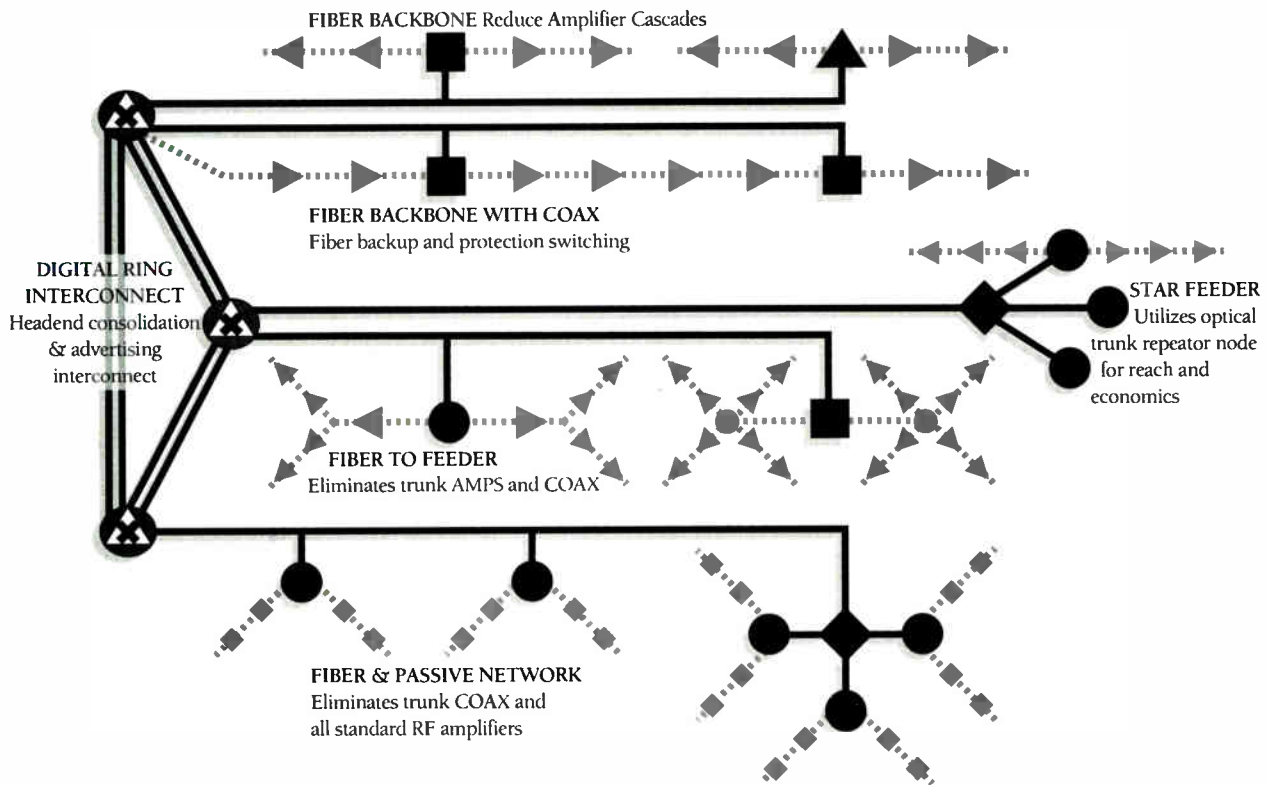 FIBER BACKBONE Reduce Amplifier Cascades
FIBER BACKBONE WITH COAX
Fiber backup and protection switching
DIGITAL RING
INTERCONNECT
Headend consolidation
& advertising
interconnect
STAR FEEDER
Utilizes optical
trunk repeator node
for reach and
economics
FIBER TO FEEDER
Eliminates trunk AMPS and COAX
FIBER & PASSIVE NETWORK
Eliminates trunk COAX and
all standard RF amplifiers